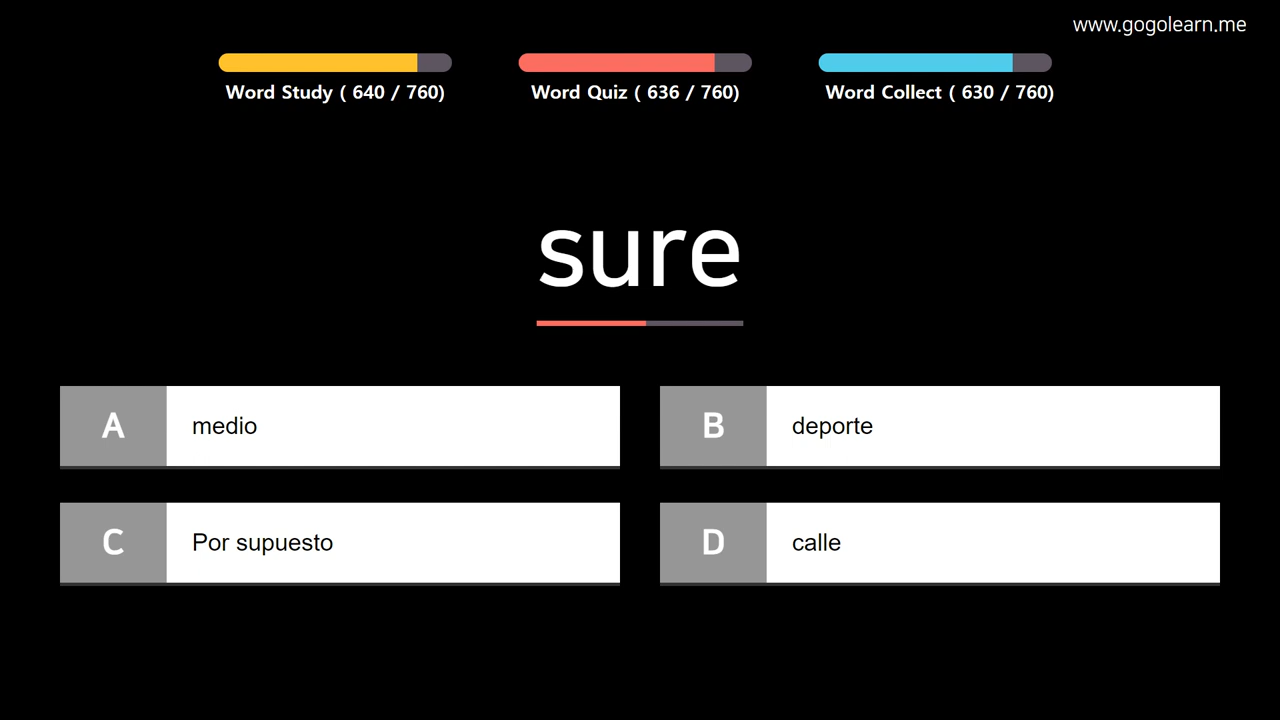 www.gogolearn.me
Word Study ( 640 / 760)
Word Quiz ( 636 / 760)
Word Collect ( 630 / 760)
sure
A medio
B deporte
C Por supuesto
D calle